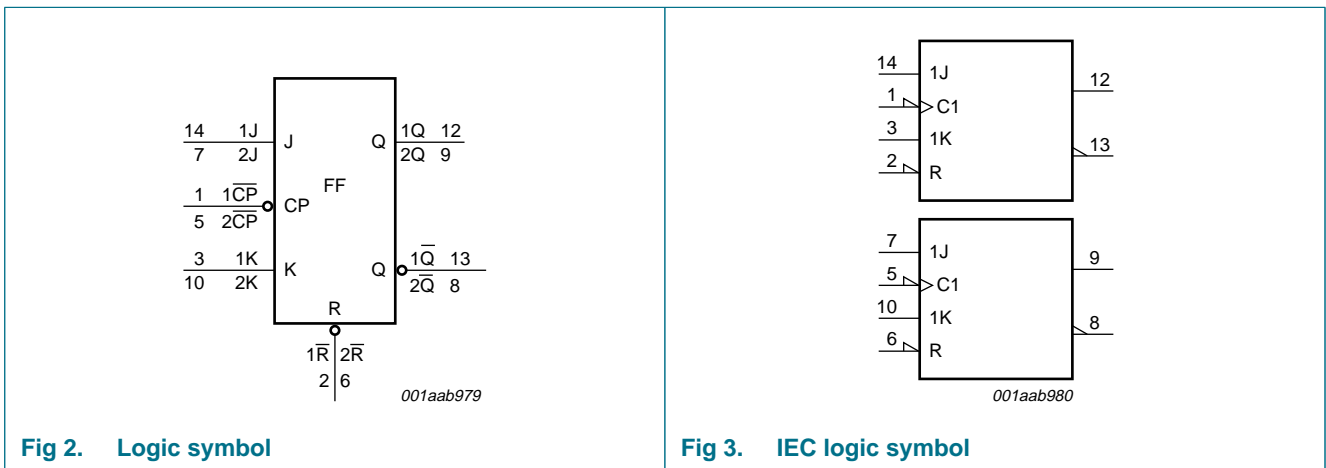 14 1J J Q 1Q 12
7 2J 2Q 9
FF
1 1C̅P̅ CP
5 2C̅P̅
3 1K K Q 1Q̅ 13
10 2K 2Q̅ 8
R
1R̅ 2R̅
2 6
001aab979
Fig 2. Logic symbol
14 1J 12
1 C1
3 1K 13
2 R
7 1J 9
5 C1
10 1K 8
6 R
001aab980
Fig 3. IEC logic symbol